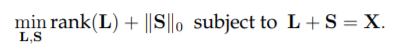 min rank(L) + ‖S‖₀ subject to L + S = X.
L,S